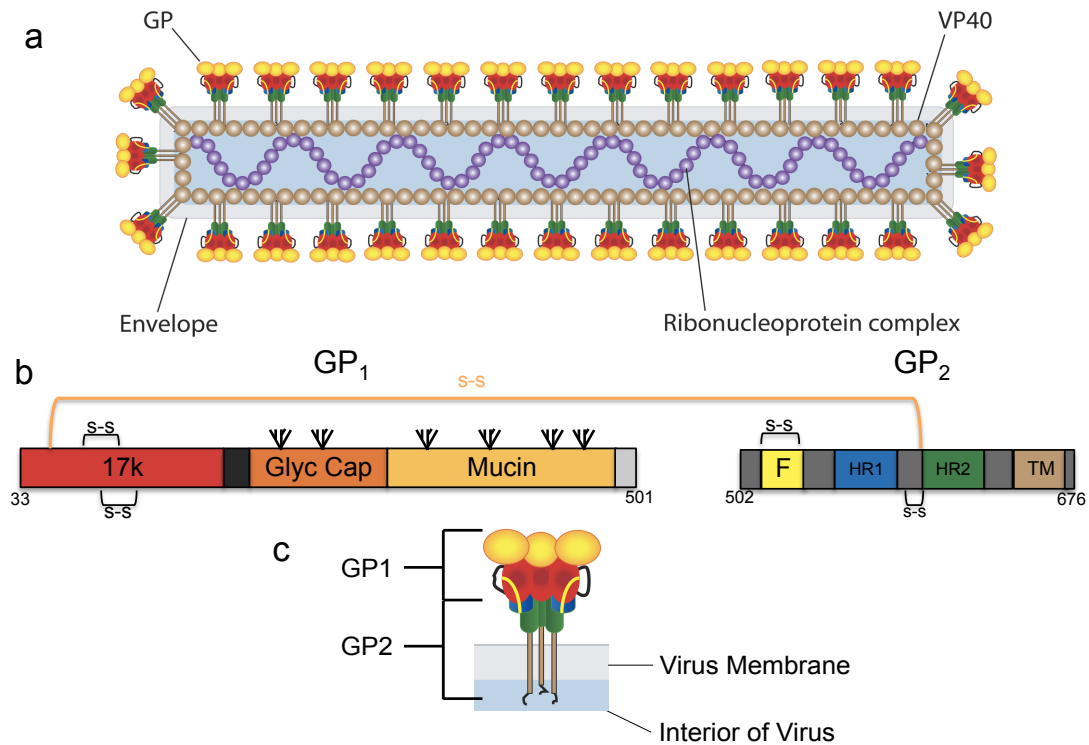 a
GP
VP40
Envelope
Ribonucleoprotein complex
b
GP1
GP2
s-s
s-s
s-s
17k
Glyc Cap
Mucin
F
HR1
HR2
TM
s-s
s-s
33
501
502
676
c
GP1
GP2
Virus Membrane
Interior of Virus